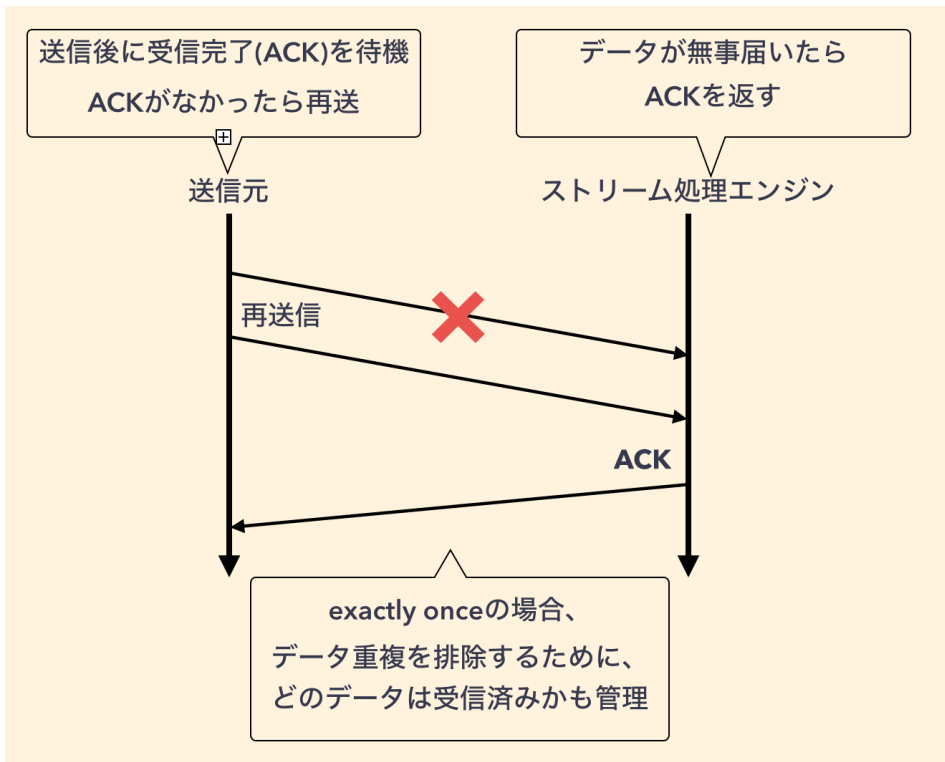 送信後に受信完了(ACK)を待機
ACKがなかったら再送
データが無事届いたら
ACKを返す
送信元
ストリーム処理エンジン
再送信
ACK
exactly onceの場合、
データ重複を排除するために、
どのデータは受信済みかも管理